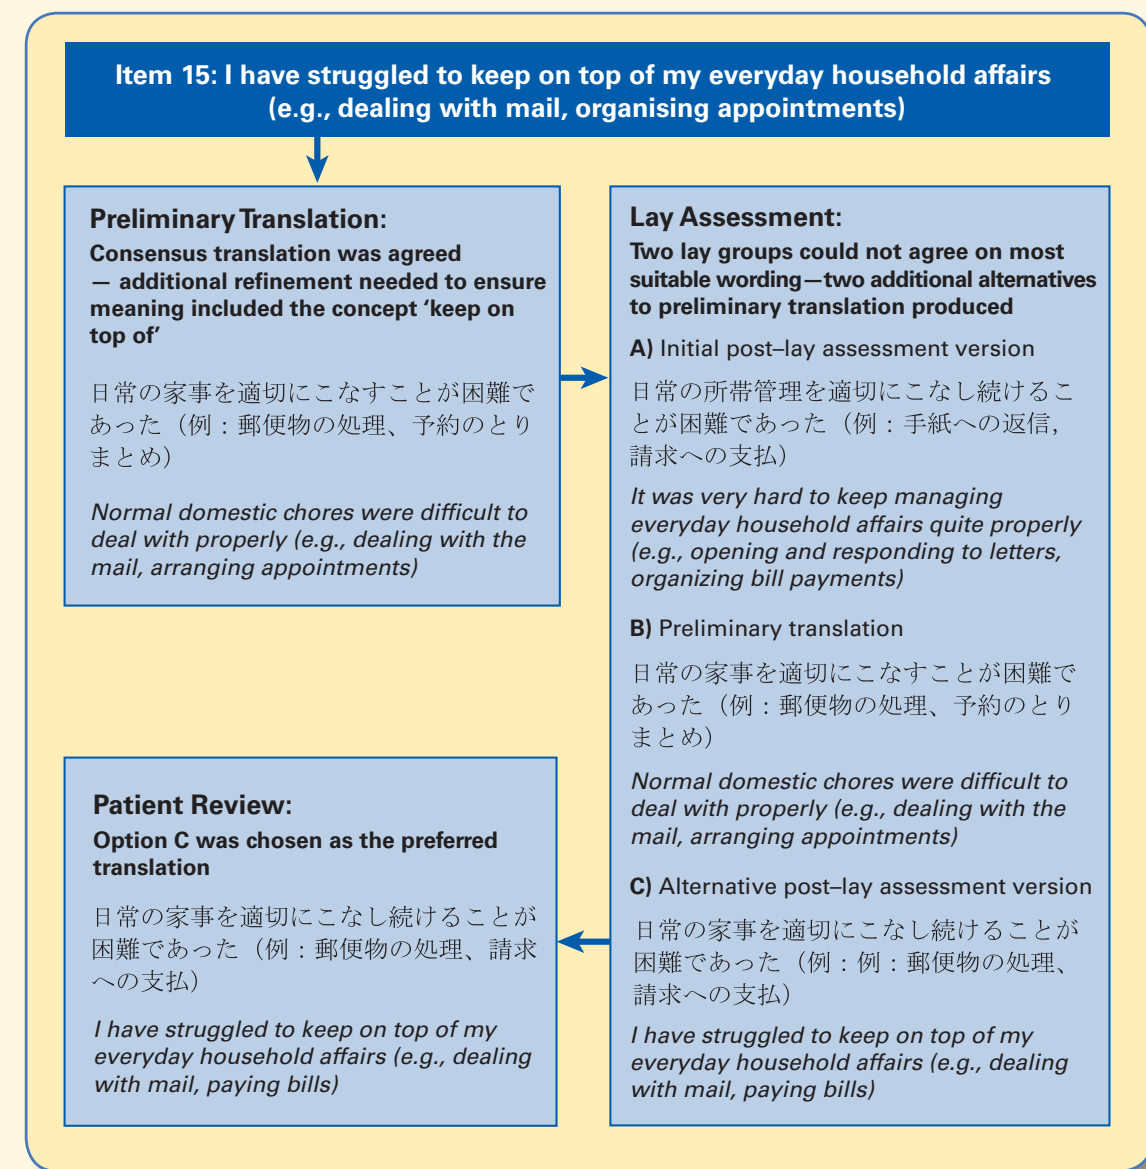 Item 15: I have struggled to keep on top of my everyday household affairs
(e.g., dealing with mail, organising appointments)
Preliminary Translation:
Consensus translation was agreed
— additional refinement needed to ensure
meaning included the concept ‘keep on
top of’
日常の家事を適切にこなすことが困難で
あった（例：郵便物の処理、予約のとり
まとめ）
Normal domestic chores were difficult to
deal with properly (e.g., dealing with the
mail, arranging appointments)
Lay Assessment:
Two lay groups could not agree on most
suitable wording—two additional alternatives
to preliminary translation produced
A) Initial post–lay assessment version
日常の所帯管理を適切にこなし続けるこ
とが困難であった（例：手紙への返信,
請求への支払）
It was very hard to keep managing
everyday household affairs quite properly
(e.g., opening and responding to letters,
organizing bill payments)
B) Preliminary translation
日常の家事を適切にこなすことが困難で
あった（例：郵便物の処理、予約のとり
まとめ）
Normal domestic chores were difficult to
deal with properly (e.g., dealing with the
mail, arranging appointments)
C) Alternative post–lay assessment version
日常の家事を適切にこなし続けることが
困難であった（例：例：郵便物の処理、
請求への支払）
I have struggled to keep on top of my
everyday household affairs (e.g., dealing
with mail, paying bills)
Patient Review:
Option C was chosen as the preferred
translation
日常の家事を適切にこなし続けることが
困難であった（例：郵便物の処理、請求
への支払）
I have struggled to keep on top of my
everyday household affairs (e.g., dealing
with mail, paying bills)